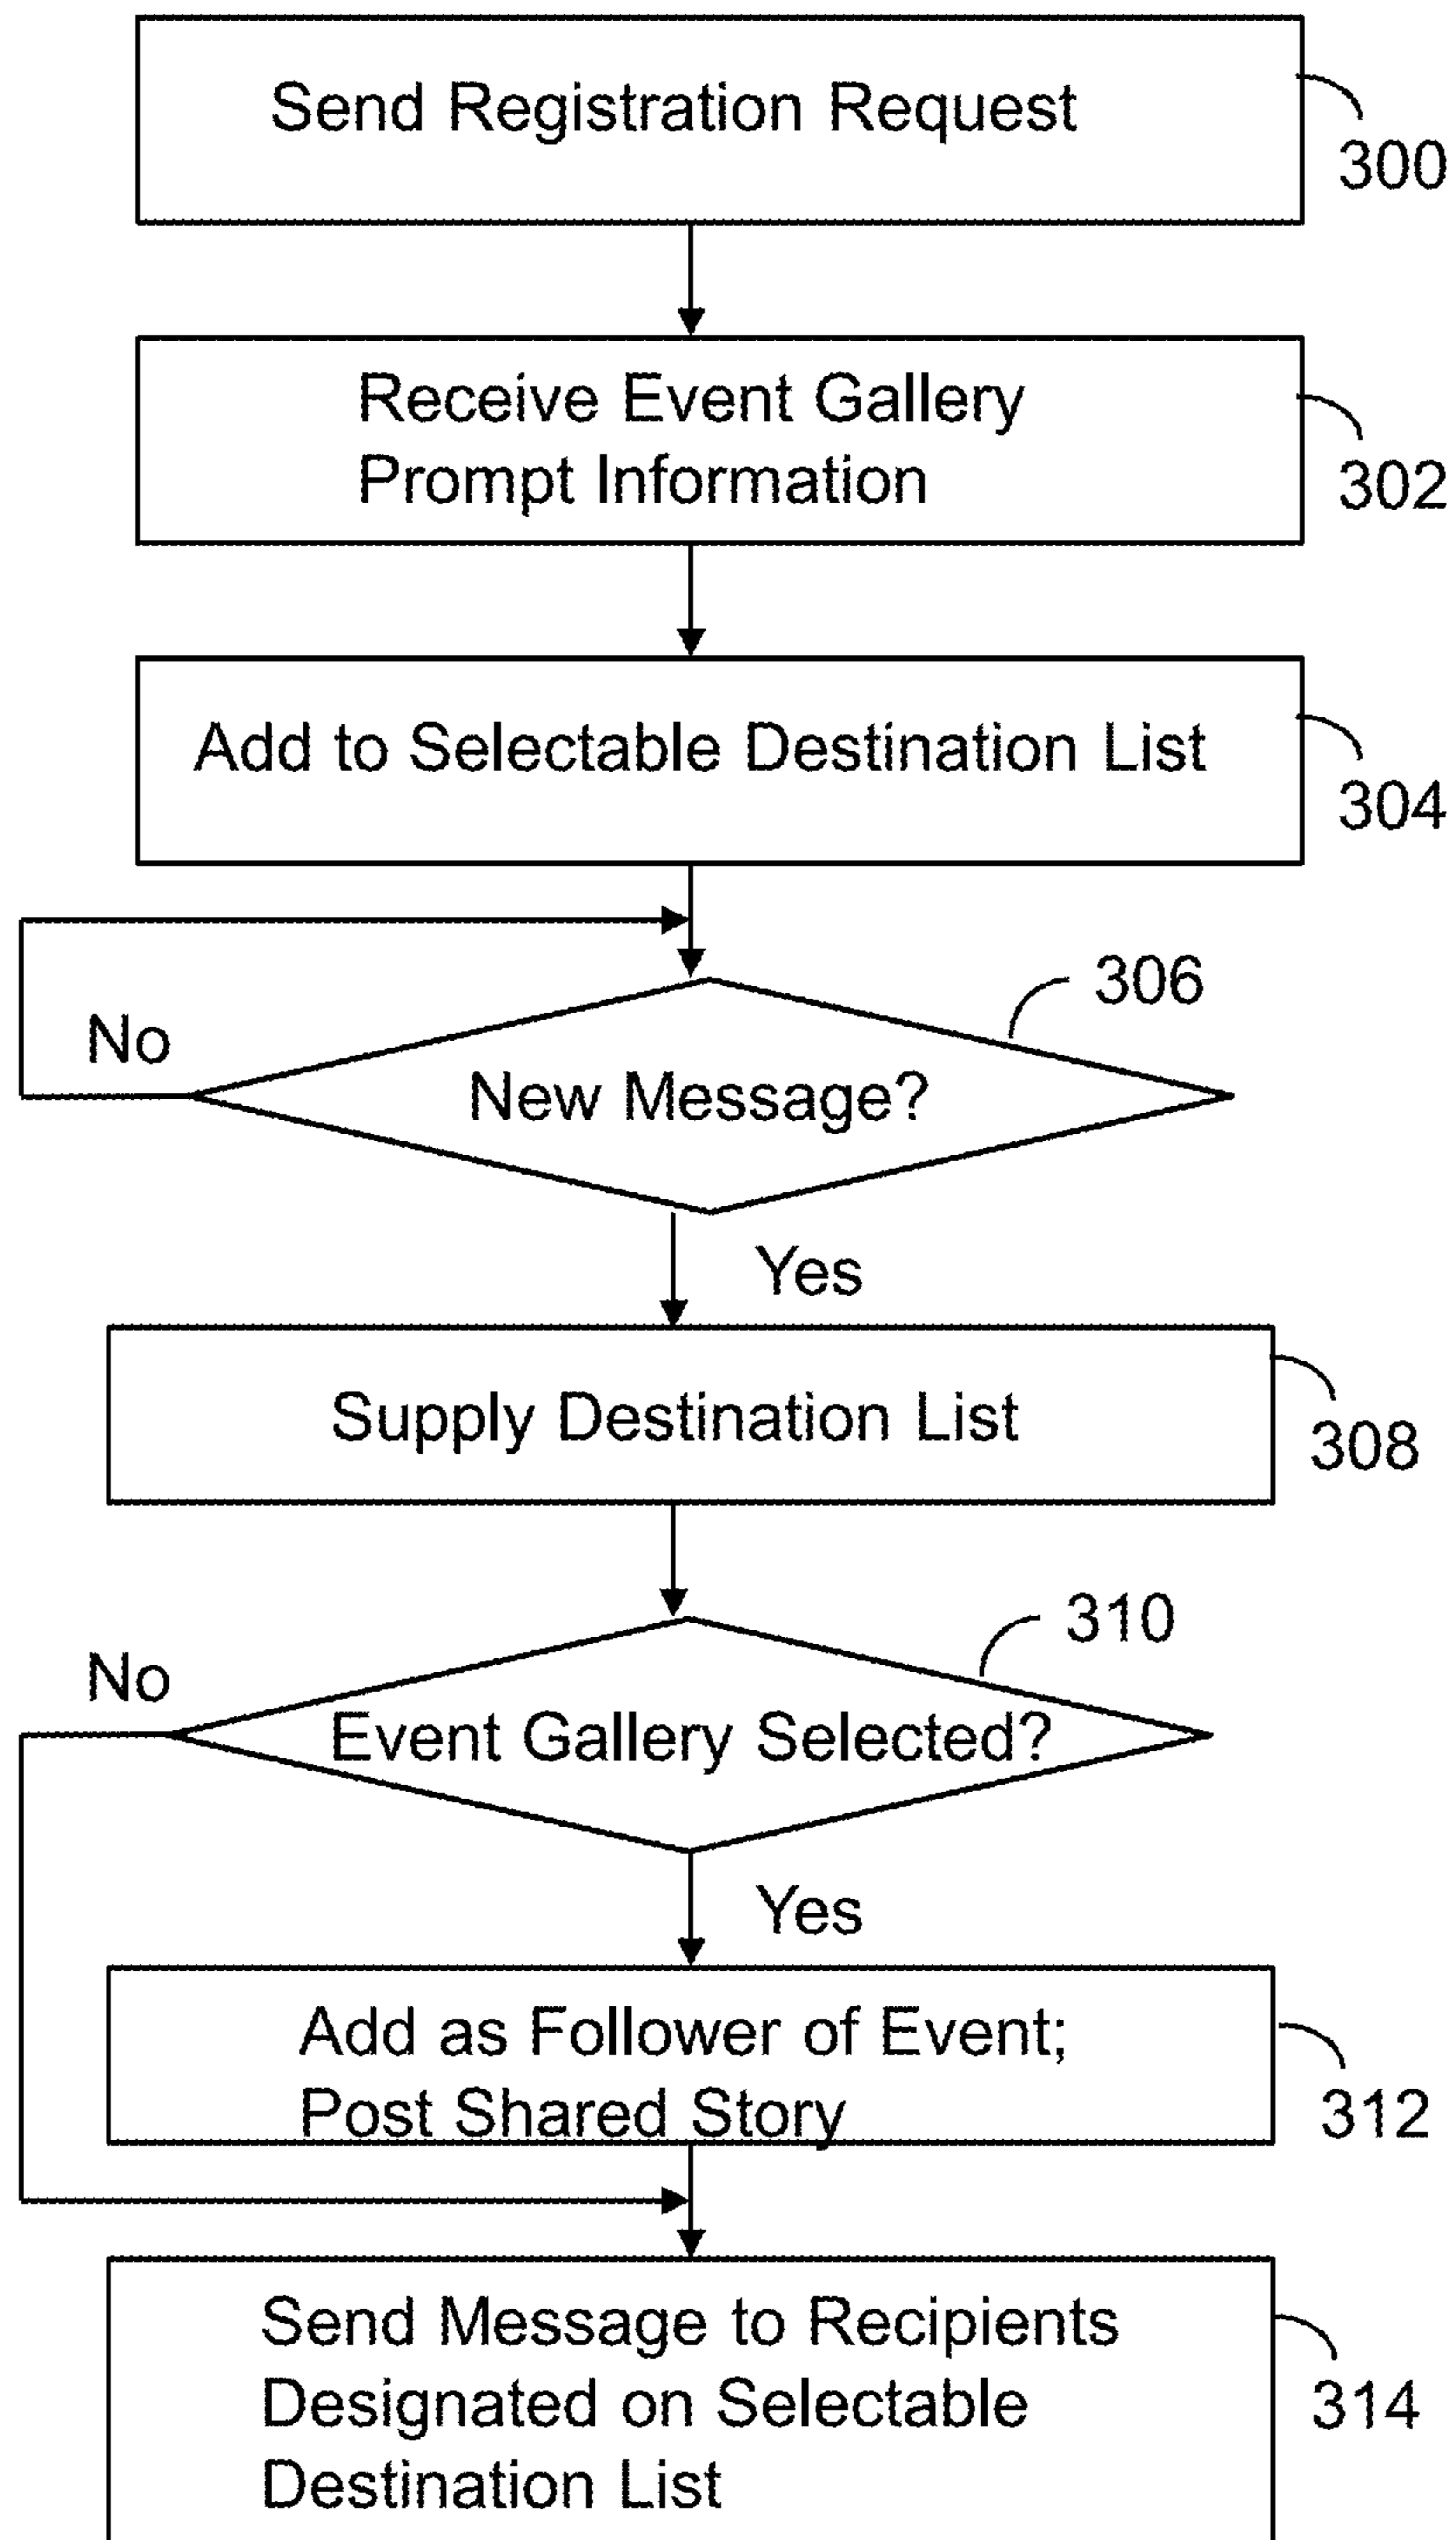 Send Registration Request
300
Receive Event Gallery
Prompt Information
302
Add to Selectable Destination List
304
306
No
New Message?
Yes
Supply Destination List
308
310
No
Event Gallery Selected?
Yes
Add as Follower of Event;
Post Shared Story
312
Send Message to Recipients
Designated on Selectable
Destination List
314